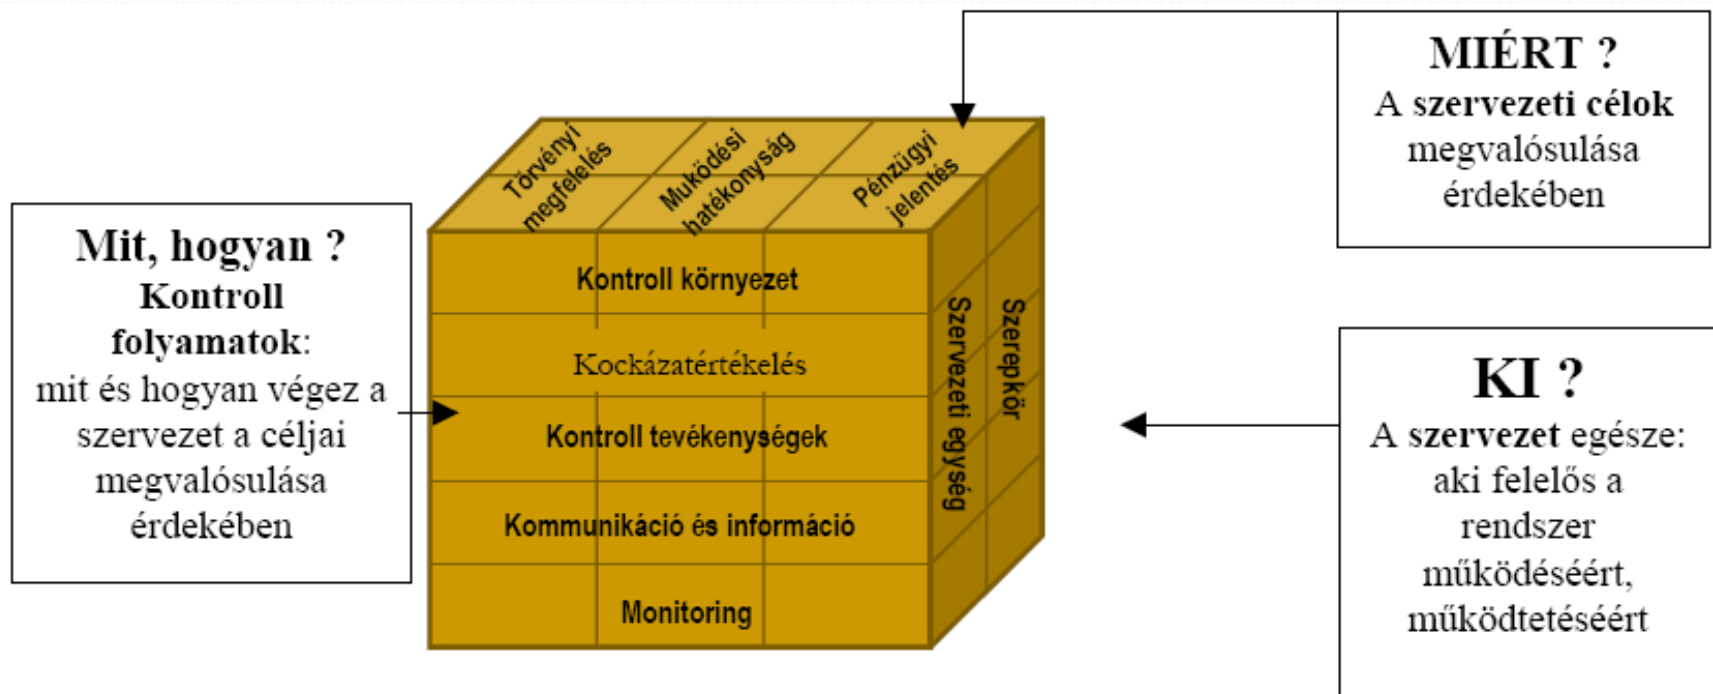 MIÉRT ?
A szervezeti célok
megvalósulása
érdekében
Törvényi
megfelelés
Muködési
hatékonyság
Pénzügyi
jelentés
Mit, hogyan ?
Kontroll
folyamatok:
mit és hogyan végez a
szervezet a céljai
megvalósulása
érdekében
Kontroll környezet
Kockázatértékelés
Kontroll tevékenységek
Kommunikáció és információ
Monitoring
Szervezeti egység
Szerepkör
KI ?
A szervezet egésze:
aki felelős a
rendszer
működéséért,
működtetéséért